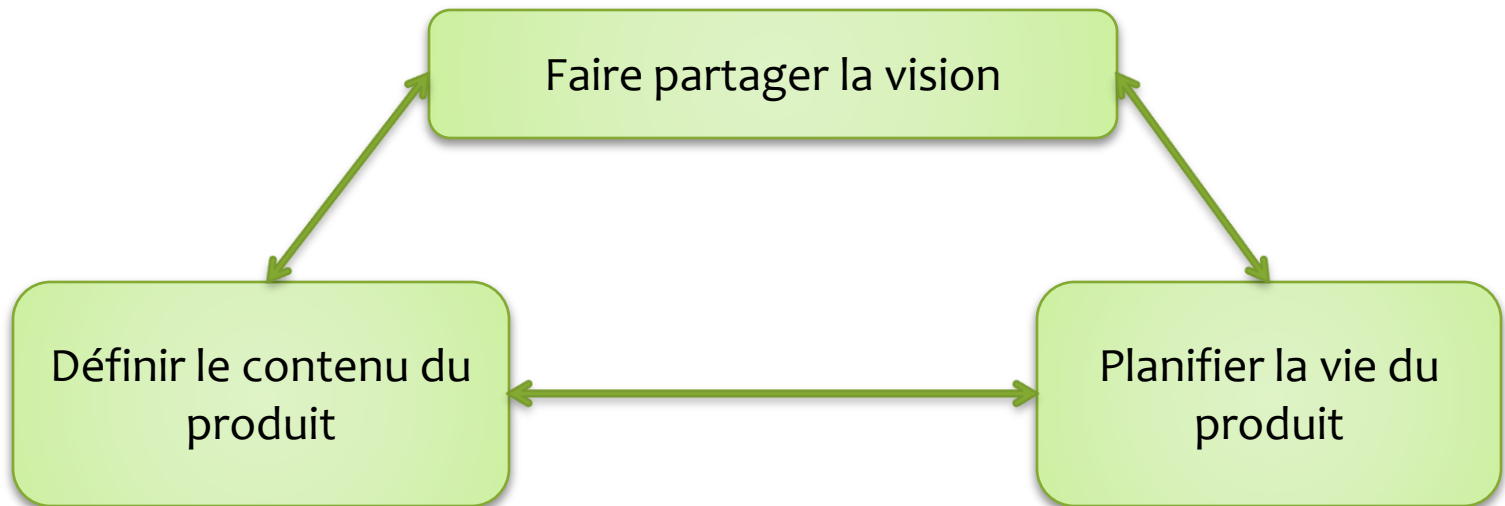 Faire partager la vision
Définir le contenu du
produit
Planifier la vie du
produit